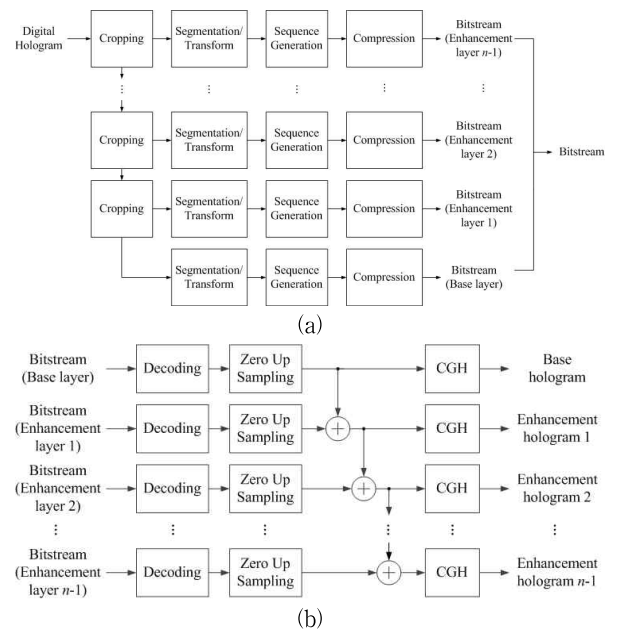 Digital
Hologram
Cropping
Segmentation/
Transform
Sequence
Generation
Compression
Bitstream
(Enhancement
layer n-1)
⋮
⋮
⋮
⋮
⋮
Cropping
Segmentation/
Transform
Sequence
Generation
Compression
Bitstream
(Enhancement
layer 2)
Bitstream
Cropping
Segmentation/
Transform
Sequence
Generation
Compression
Bitstream
(Enhancement
layer 1)
Segmentation/
Transform
Sequence
Generation
Compression
Bitstream
(Base layer)
(a)
Bitstream
(Base layer)
Decoding
Zero Up
Sampling
CGH
Base
hologram
Bitstream
(Enhancement
layer 1)
Decoding
Zero Up
Sampling
+
CGH
Enhancement
hologram 1
Bitstream
(Enhancement
layer 2)
Decoding
Zero Up
Sampling
+
CGH
Enhancement
hologram 2
⋮
⋮
⋮
⋮
⋮
⋮
Bitstream
(Enhancement
layer n-1)
Decoding
Zero Up
Sampling
+
CGH
Enhancement
hologram n-1
(b)